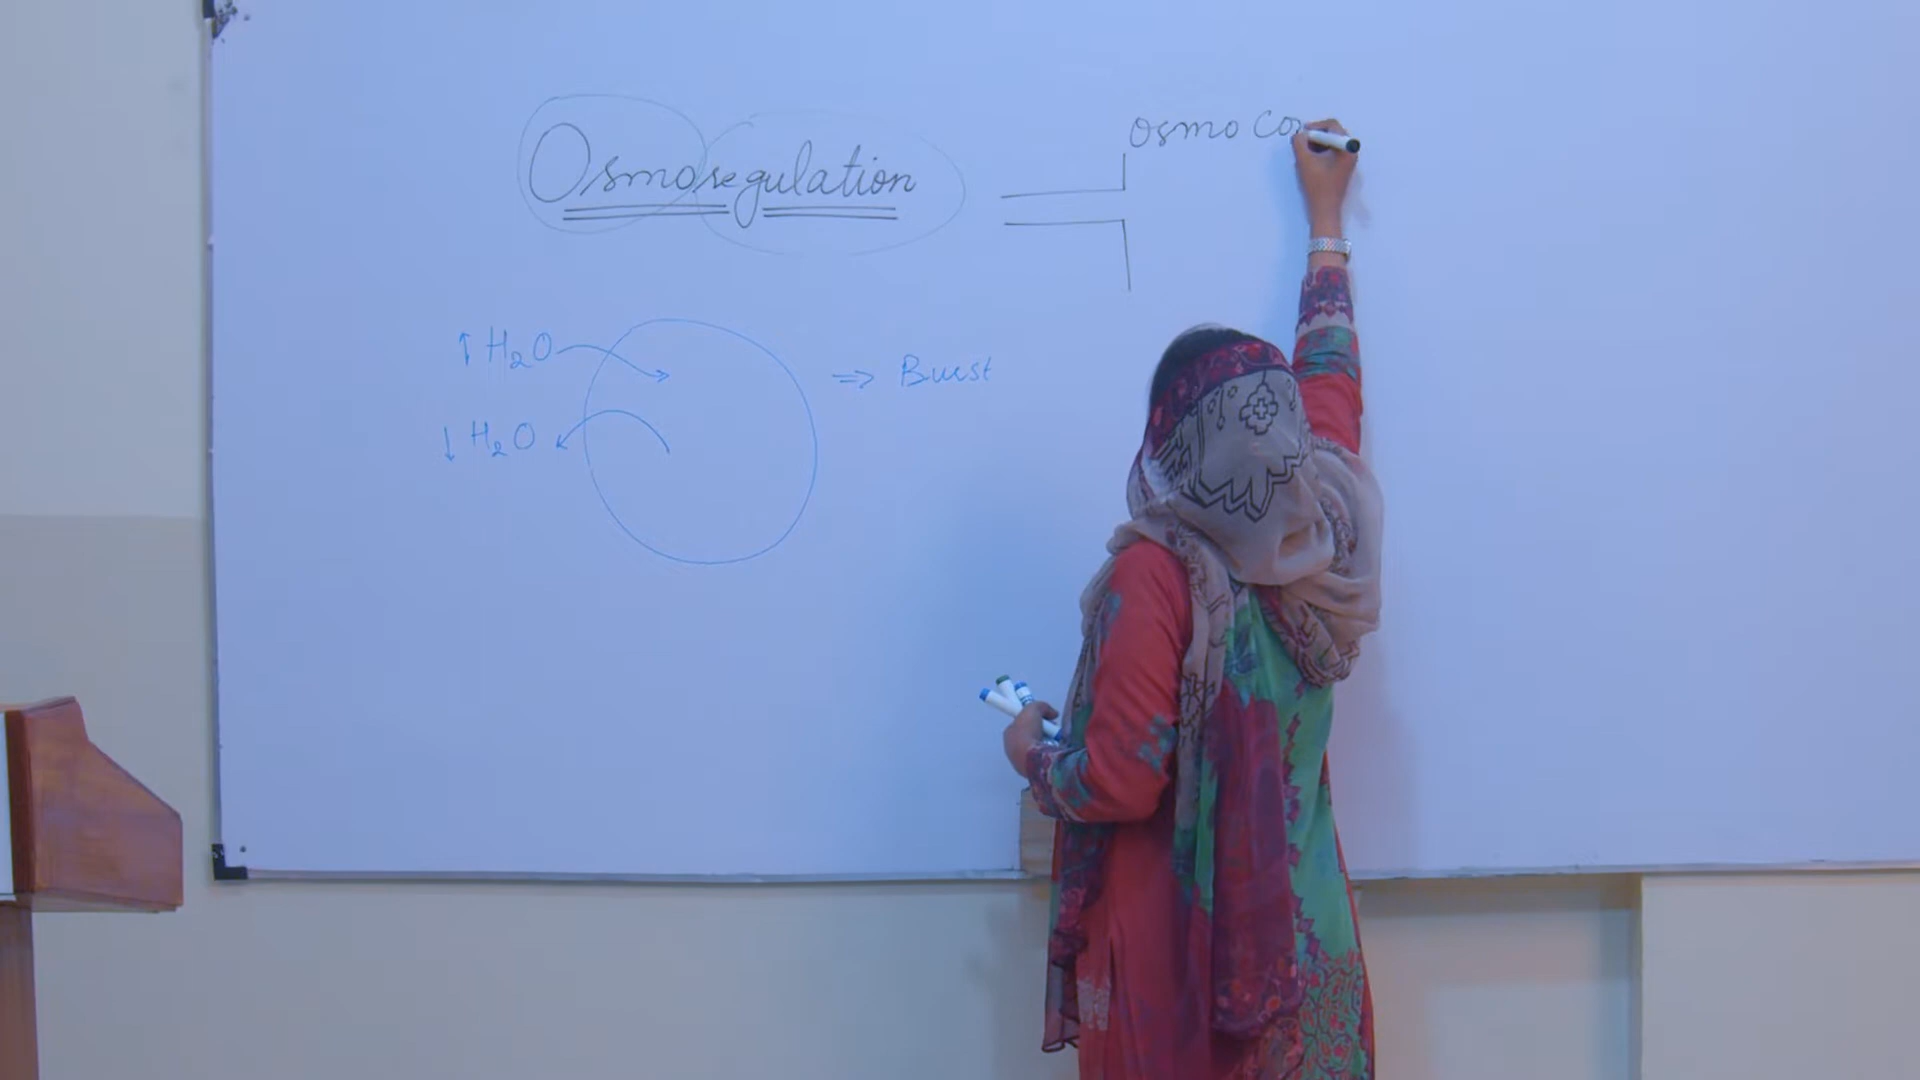 Osmoregulation
Osmo Co
↑ H₂O
⇒ Burst
↓ H₂O